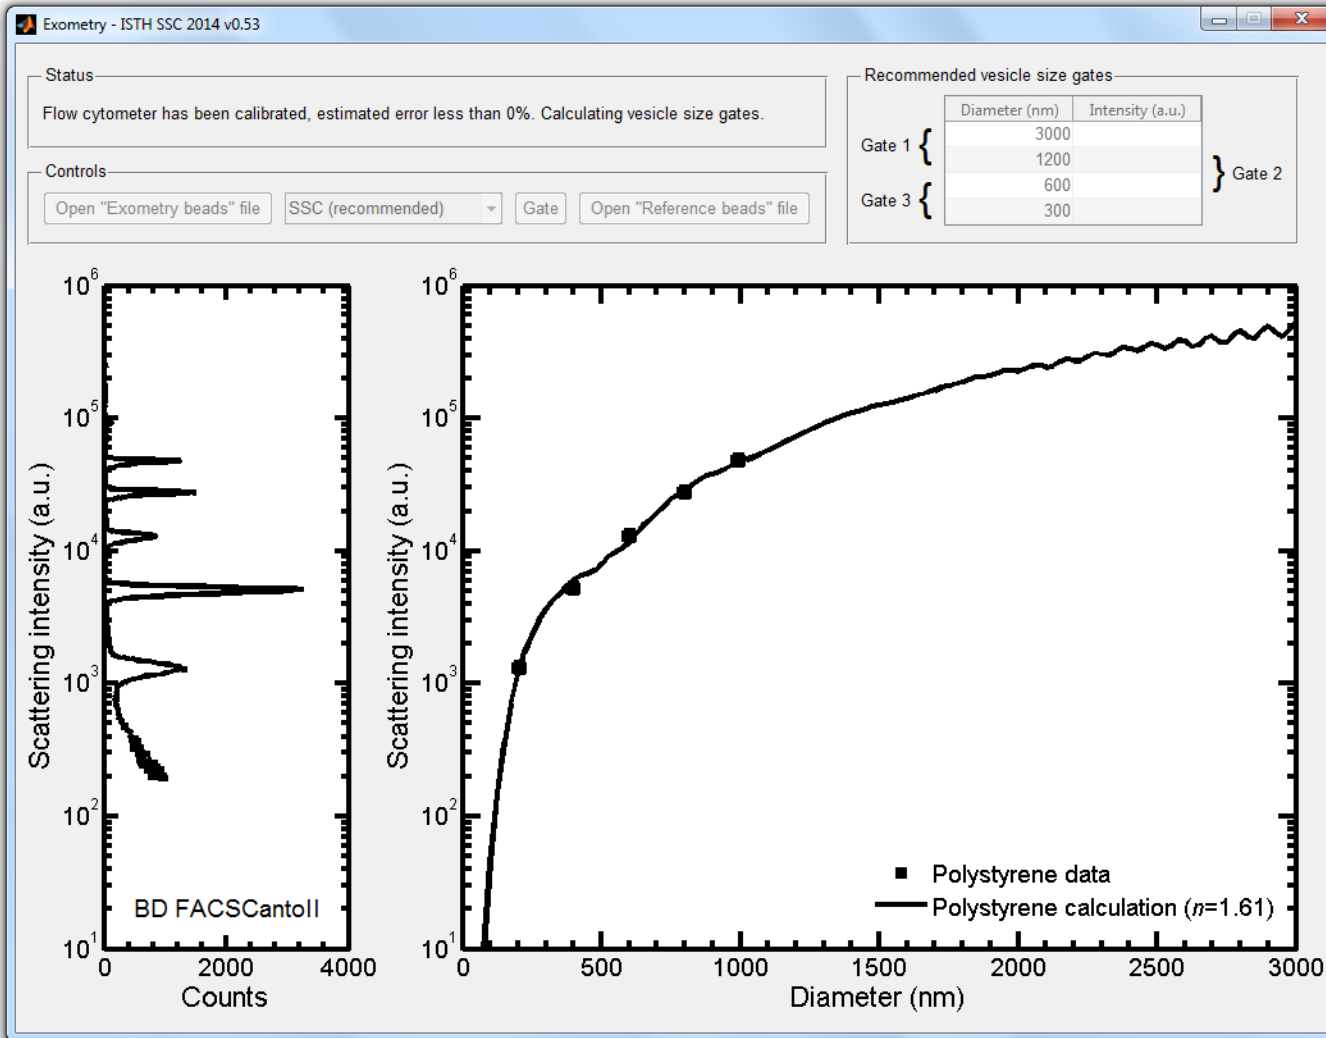 Exometry - ISTH SSC 2014 v0.53
Status
Flow cytometer has been calibrated, estimated error less than 0%. Calculating vesicle size gates.
Controls
Open "Exometry beads" file
SSC (recommended)
Gate
Open "Reference beads" file
Recommended vesicle size gates
Diameter (nm) Intensity (a.u.)
Gate 1
3000
1200
Gate 2
Gate 3
600
300
10^6
10^5
10^4
10^3
10^2
10^1
Scattering intensity (a.u.)
BD FACSCantoII
0 2000 4000
Counts
10^6
10^5
10^4
10^3
10^2
10^1
Scattering intensity (a.u.)
Polystyrene data
Polystyrene calculation (n=1.61)
0 500 1000 1500 2000 2500 3000
Diameter (nm)